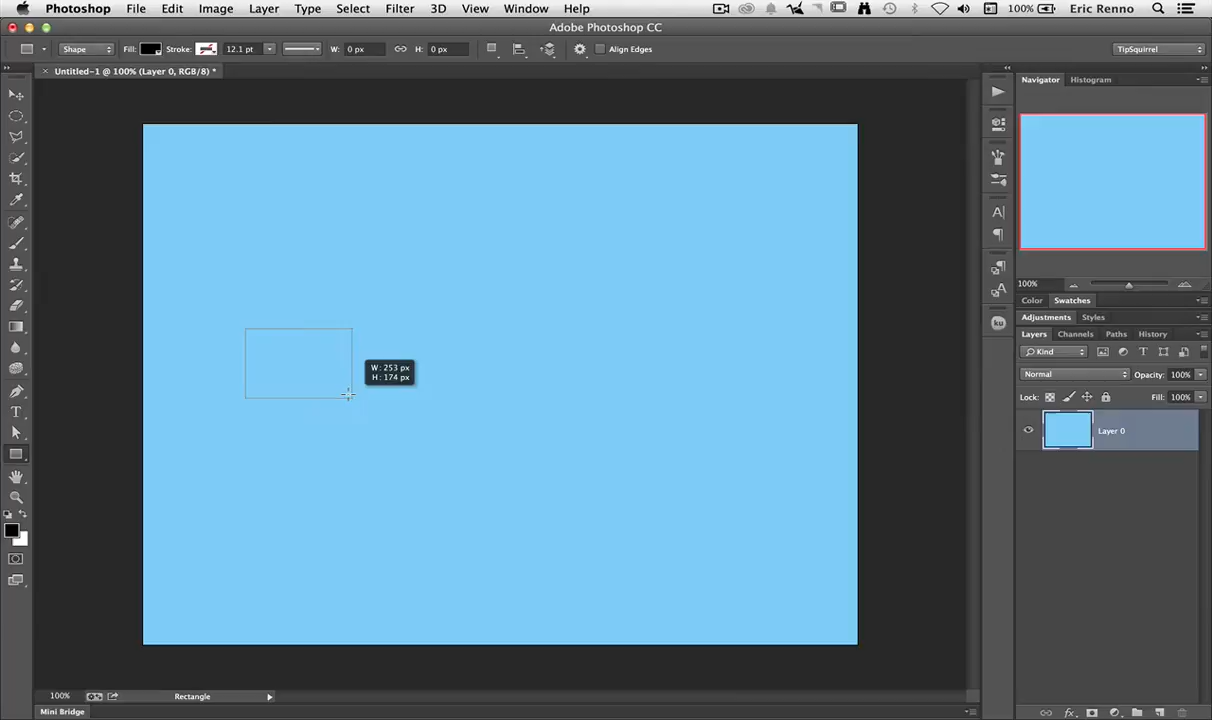 Photoshop File Edit Image Layer Type Select Filter 3D View Window Help 100% Eric Renno
Adobe Photoshop CC
Shape Fill: Stroke: 12.1 pt W: 0 px H: 0 px Align Edges TipSquirrel
Untitled-1 @ 100% (Layer 0, RGB/8) *
Navigator Histogram
100%
Color Swatches
Adjustments Styles
Layers Channels Paths History
Kind
Normal Opacity: 100%
Lock: Fill: 100%
Layer 0
W: 253 px
H: 174 px
100% Rectangle
Mini Bridge